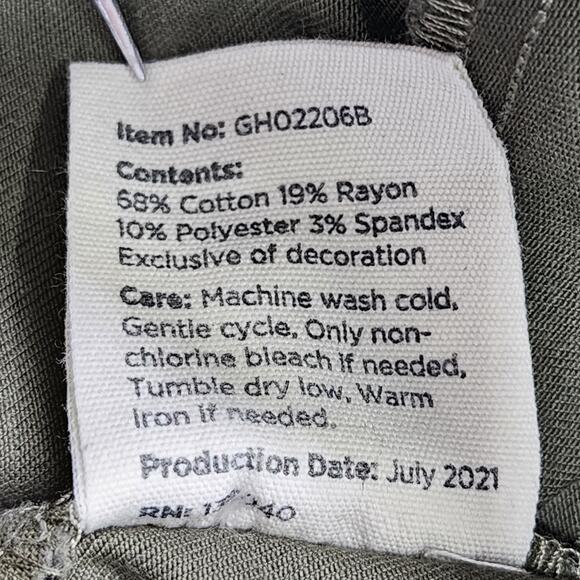 Item No: GH02206B
Contents:
68% Cotton 19% Rayon
10% Polyester 3% Spandex
Exclusive of decoration
Care: Machine wash cold,
Gentle cycle, Only non-
chlorine bleach if needed,
Tumble dry low, Warm
Iron if needed.
Production Date: July 2021
RN: